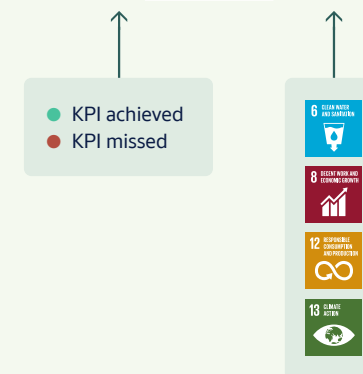 KPI achieved
KPI missed
6 CLEAN WATER
AND SANITATION
8 DECENT WORK AND
ECONOMIC GROWTH
12 RESPONSIBLE
CONSUMPTION
AND PRODUCTION
13 CLIMATE
ACTION